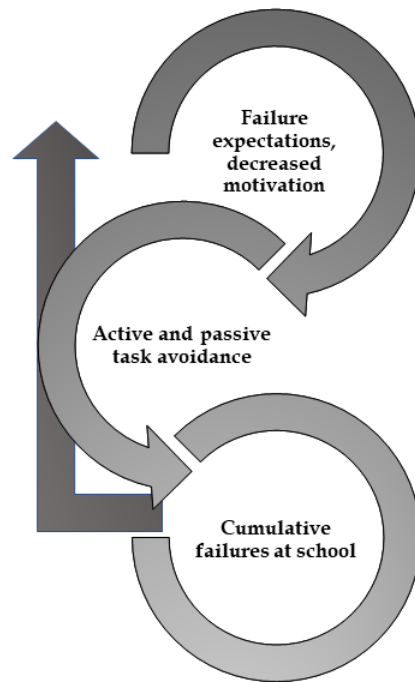 Failure
expectations,
decreased
motivation
Active and passive
task avoidance
Cumulative
failures at school